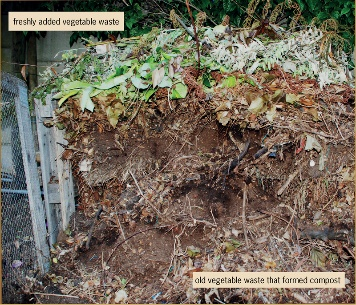 freshly added vegetable waste
old vegetable waste that formed compost